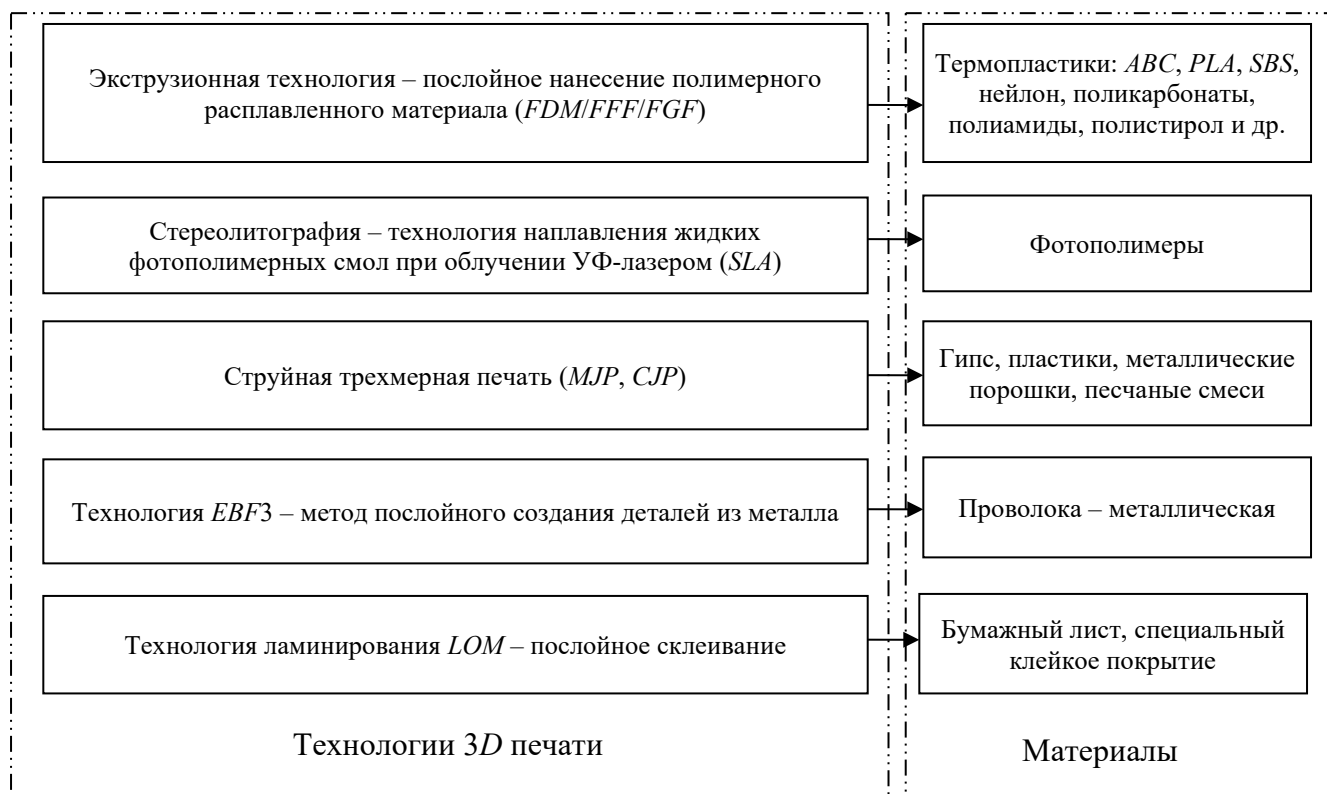 Экструзионная технология – послойное нанесение полимерного
расплавленного материала (FDM/FFF/FGF)
Термопластики: ABC, PLA, SBS,
нейлон, поликарбонаты,
полиамиды, полистирол и др.
Стереолитография – технология наплавления жидких
фотополимерных смол при облучении УФ-лазером (SLA)
Фотополимеры
Струйная трехмерная печать (MJP, CJP)
Гипс, пластики, металлические
порошки, песчаные смеси
Технология EBF3 – метод послойного создания деталей из металла
Проволока – металлическая
Технология ламинирования LOM – послойное склеивание
Бумажный лист, специальный
клейкое покрытие
Технологии 3D печати
Материалы